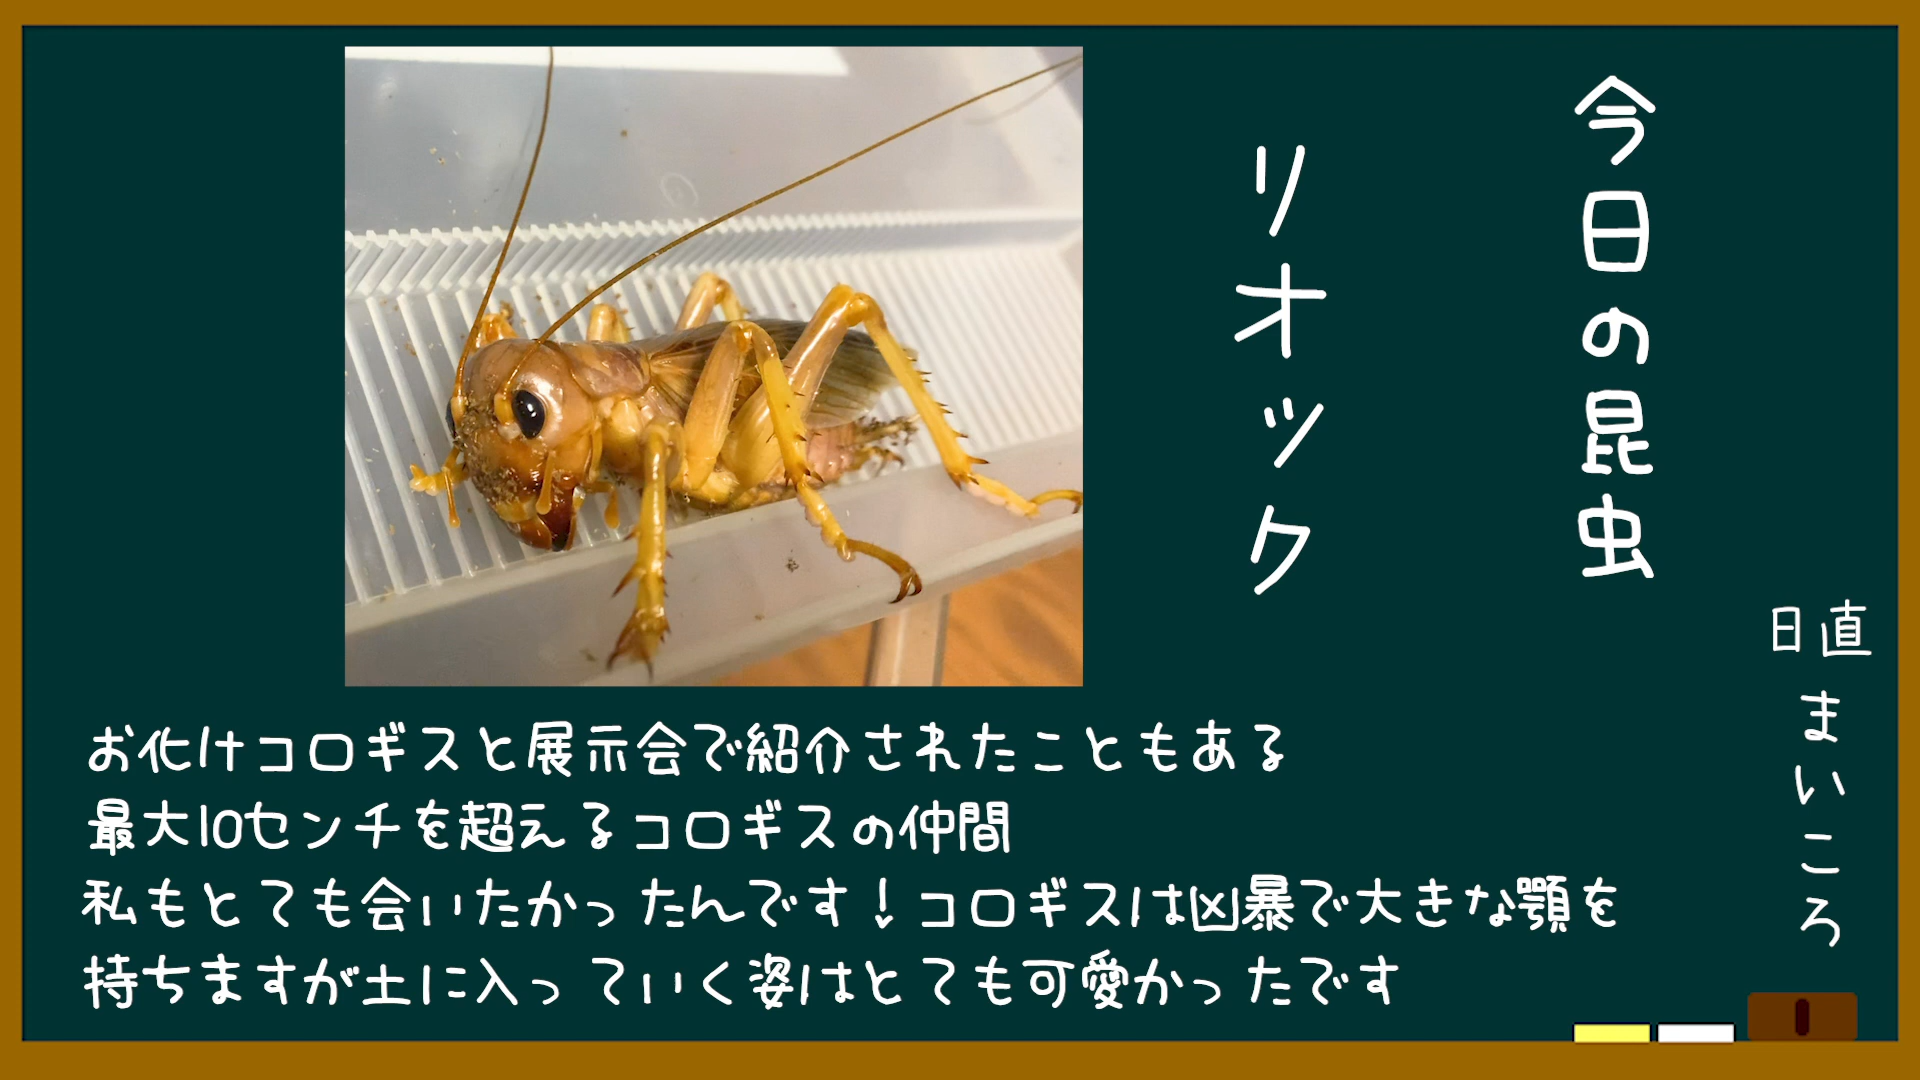 今日の昆虫
リオック
お化けコロギスと展示会で紹介されたこともある
最大10センチを超えるコロギスの仲間
私もとても会いたかったんです！コロギスは凶暴で大きな顎を
持ちますが土に入っていく姿はとても可愛かったです
日直
まいころ